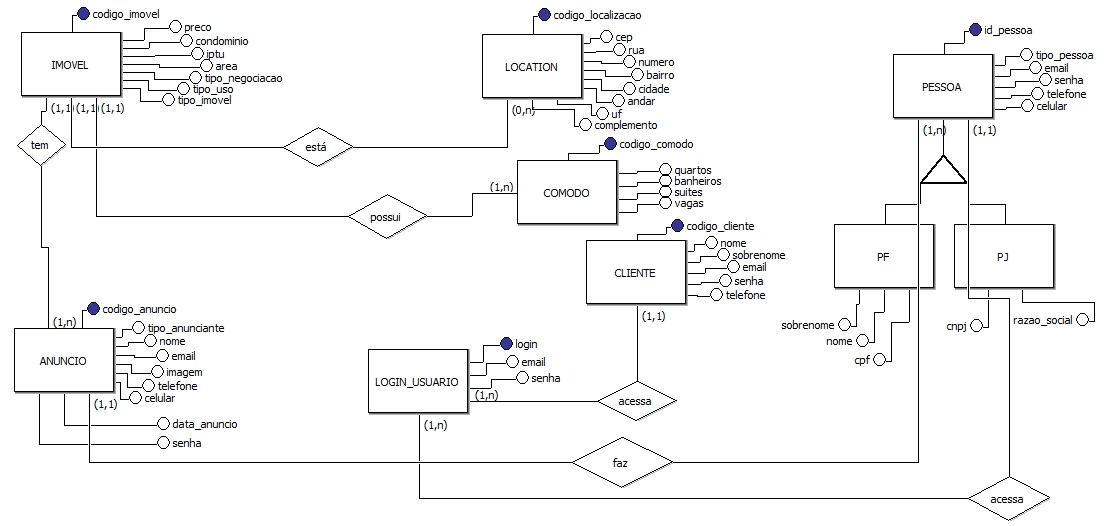 codigo_imovel
preco
condominio
iptu
area
tipo_negociacao
tipo_uso
tipo_imovel
IMOVEL
(1,1)
(1,1)
(1,1)
tem
está
possui
codigo_localizacao
cep
rua
numero
bairro
cidade
andar
uf
complemento
LOCATION
(0,n)
codigo_comodo
quartos
banheiros
suites
vagas
COMODO
(1,n)
id_pessoa
tipo_pessoa
email
senha
telefone
celular
PESSOA
(1,n)
(1,1)
PF
PJ
sobrenome
nome
cpf
cnpj
razao_social
codigo_cliente
nome
sobrenome
email
senha
telefone
CLIENTE
(1,1)
codigo_anuncio
(1,n)
tipo_anunciante
nome
email
imagem
telefone
celular
ANUNCIO
(1,1)
data_anuncio
senha
login
email
senha
LOGIN_USUARIO
(1,n)
(1,n)
acessa
faz
acessa